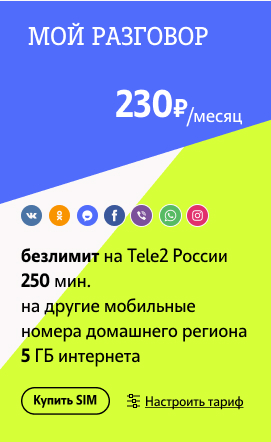 МОЙ РАЗГОВОР
230₽/месяц
безлимит на Tele2 России
250 мин.
на другие мобильные
номера домашнего региона
5 ГБ интернета
Купить SIM Настроить тариф